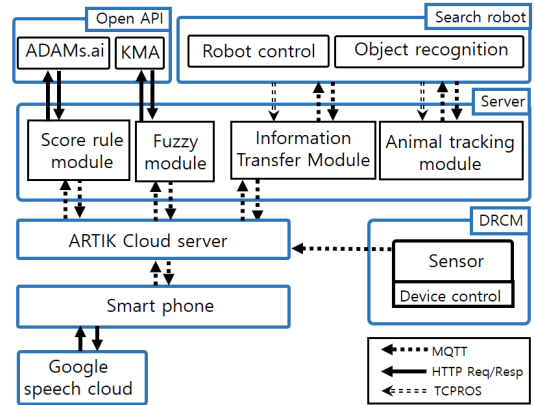 Open API
Search robot
ADAMs.ai
KMA
Robot control
Object recognition
Server
Score rule
module
Fuzzy
module
Information
Transfer Module
Animal tracking
module
ARTIK Cloud server
DRCM
Sensor
Device control
Smart phone
Google
speech cloud
MQTT
HTTP Req/Resp
TCPROS